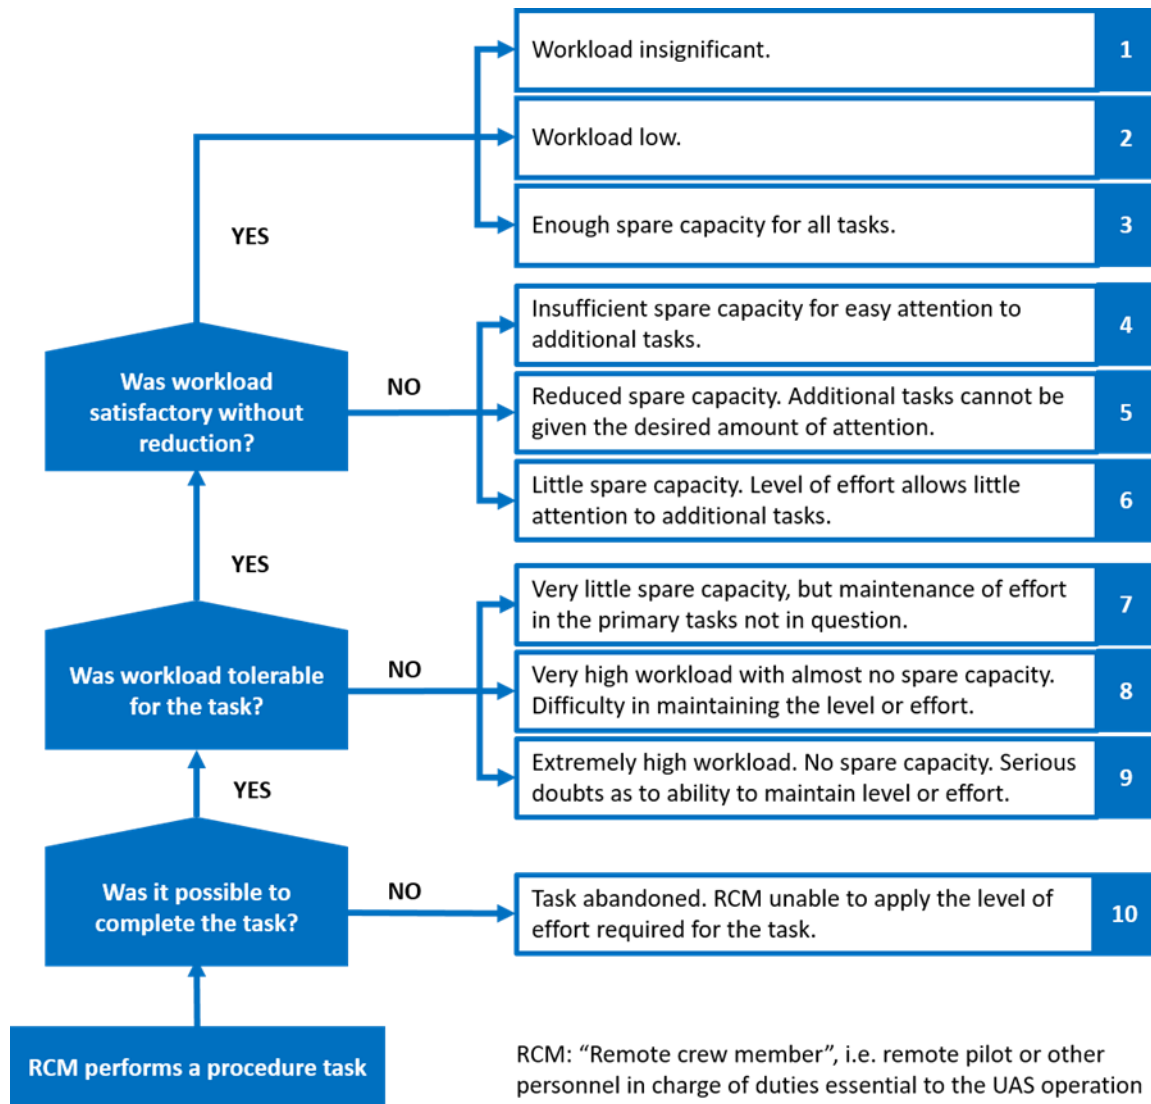 Workload insignificant.
1
Workload low.
2
Enough spare capacity for all tasks.
3
YES
Insufficient spare capacity for easy attention to
additional tasks.
4
Was workload
satisfactory without
reduction?
NO
Reduced spare capacity. Additional tasks cannot be
given the desired amount of attention.
5
Little spare capacity. Level of effort allows little
attention to additional tasks.
6
YES
Very little spare capacity, but maintenance of effort
in the primary tasks not in question.
7
Was workload tolerable
for the task?
NO
Very high workload with almost no spare capacity.
Difficulty in maintaining the level or effort.
8
Extremely high workload. No spare capacity. Serious
doubts as to ability to maintain level or effort.
9
YES
Was it possible to
complete the task?
NO
Task abandoned. RCM unable to apply the level of
effort required for the task.
10
RCM performs a procedure task
RCM: “Remote crew member”, i.e. remote pilot or other
personnel in charge of duties essential to the UAS operation